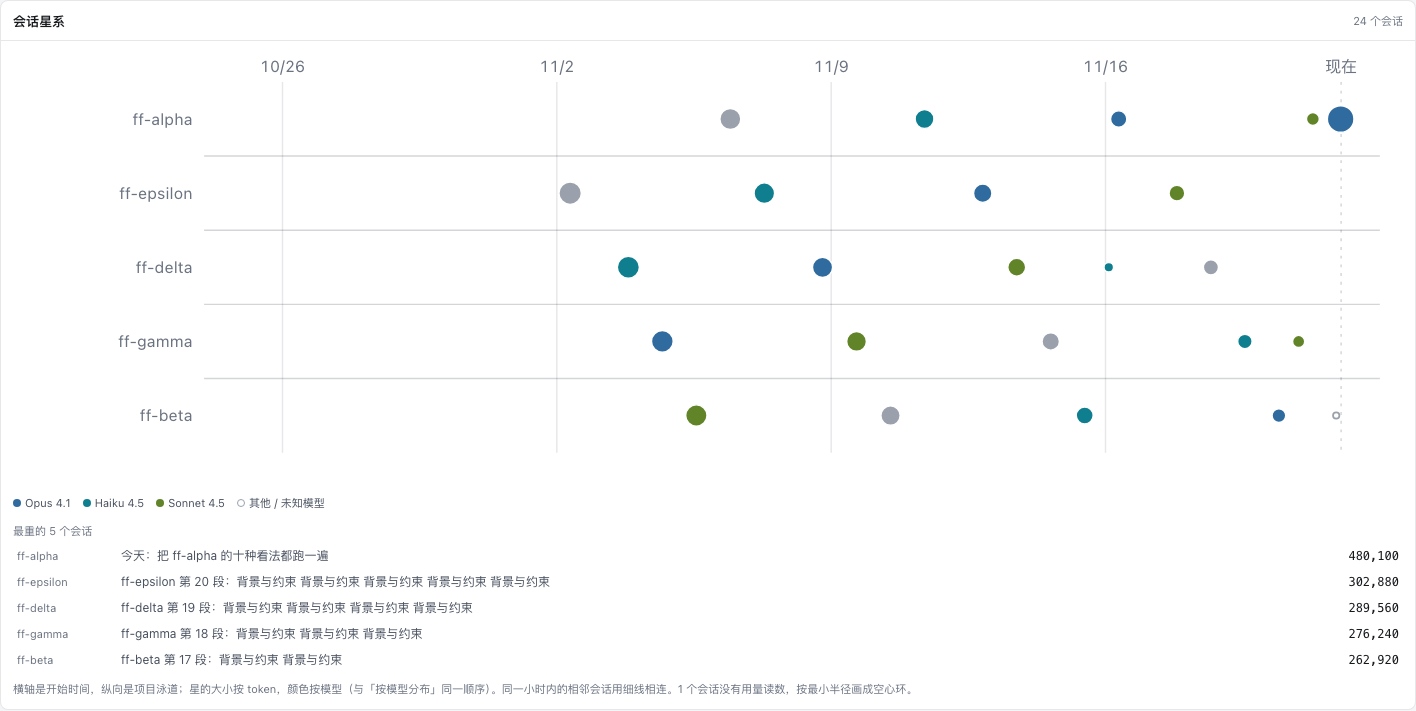 会话星系
24 个会话
10/26 11/2 11/9 11/16 现在
ff-alpha
ff-epsilon
ff-delta
ff-gamma
ff-beta
Opus 4.1 Haiku 4.5 Sonnet 4.5 其他 / 未知模型
最重的 5 个会话
ff-alpha 今天：把 ff-alpha 的十种看法都跑一遍 480,100
ff-epsilon ff-epsilon 第 20 段：背景与约束 背景与约束 背景与约束 背景与约束 背景与约束 302,880
ff-delta ff-delta 第 19 段：背景与约束 背景与约束 背景与约束 背景与约束 289,560
ff-gamma ff-gamma 第 18 段：背景与约束 背景与约束 背景与约束 276,240
ff-beta ff-beta 第 17 段：背景与约束 背景与约束 262,920
横轴是开始时间，纵向是项目泳道；星的大小按 token，颜色按模型（与「按模型分布」同一顺序）。同一小时内的相邻会话用细线相连。1 个会话没有用量读数，按最小半径画成空心环。